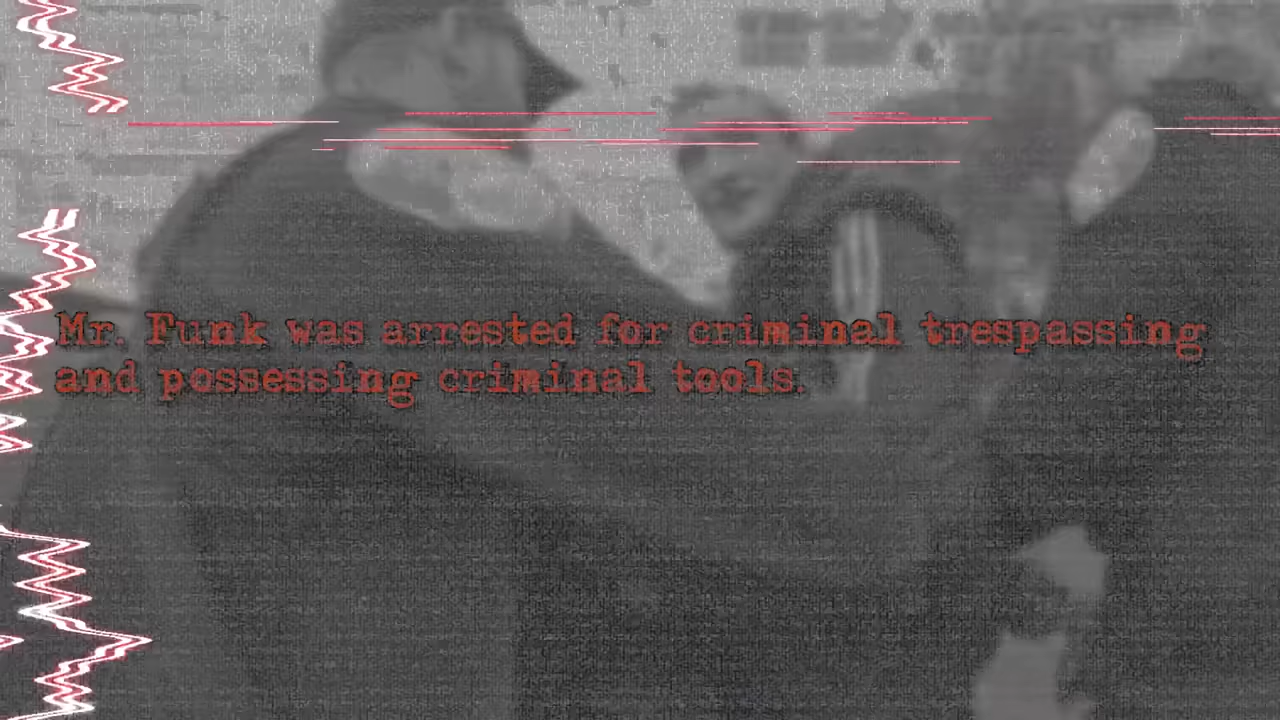 Mr. Funk was arrested for criminal trespassing
and possessing criminal tools.